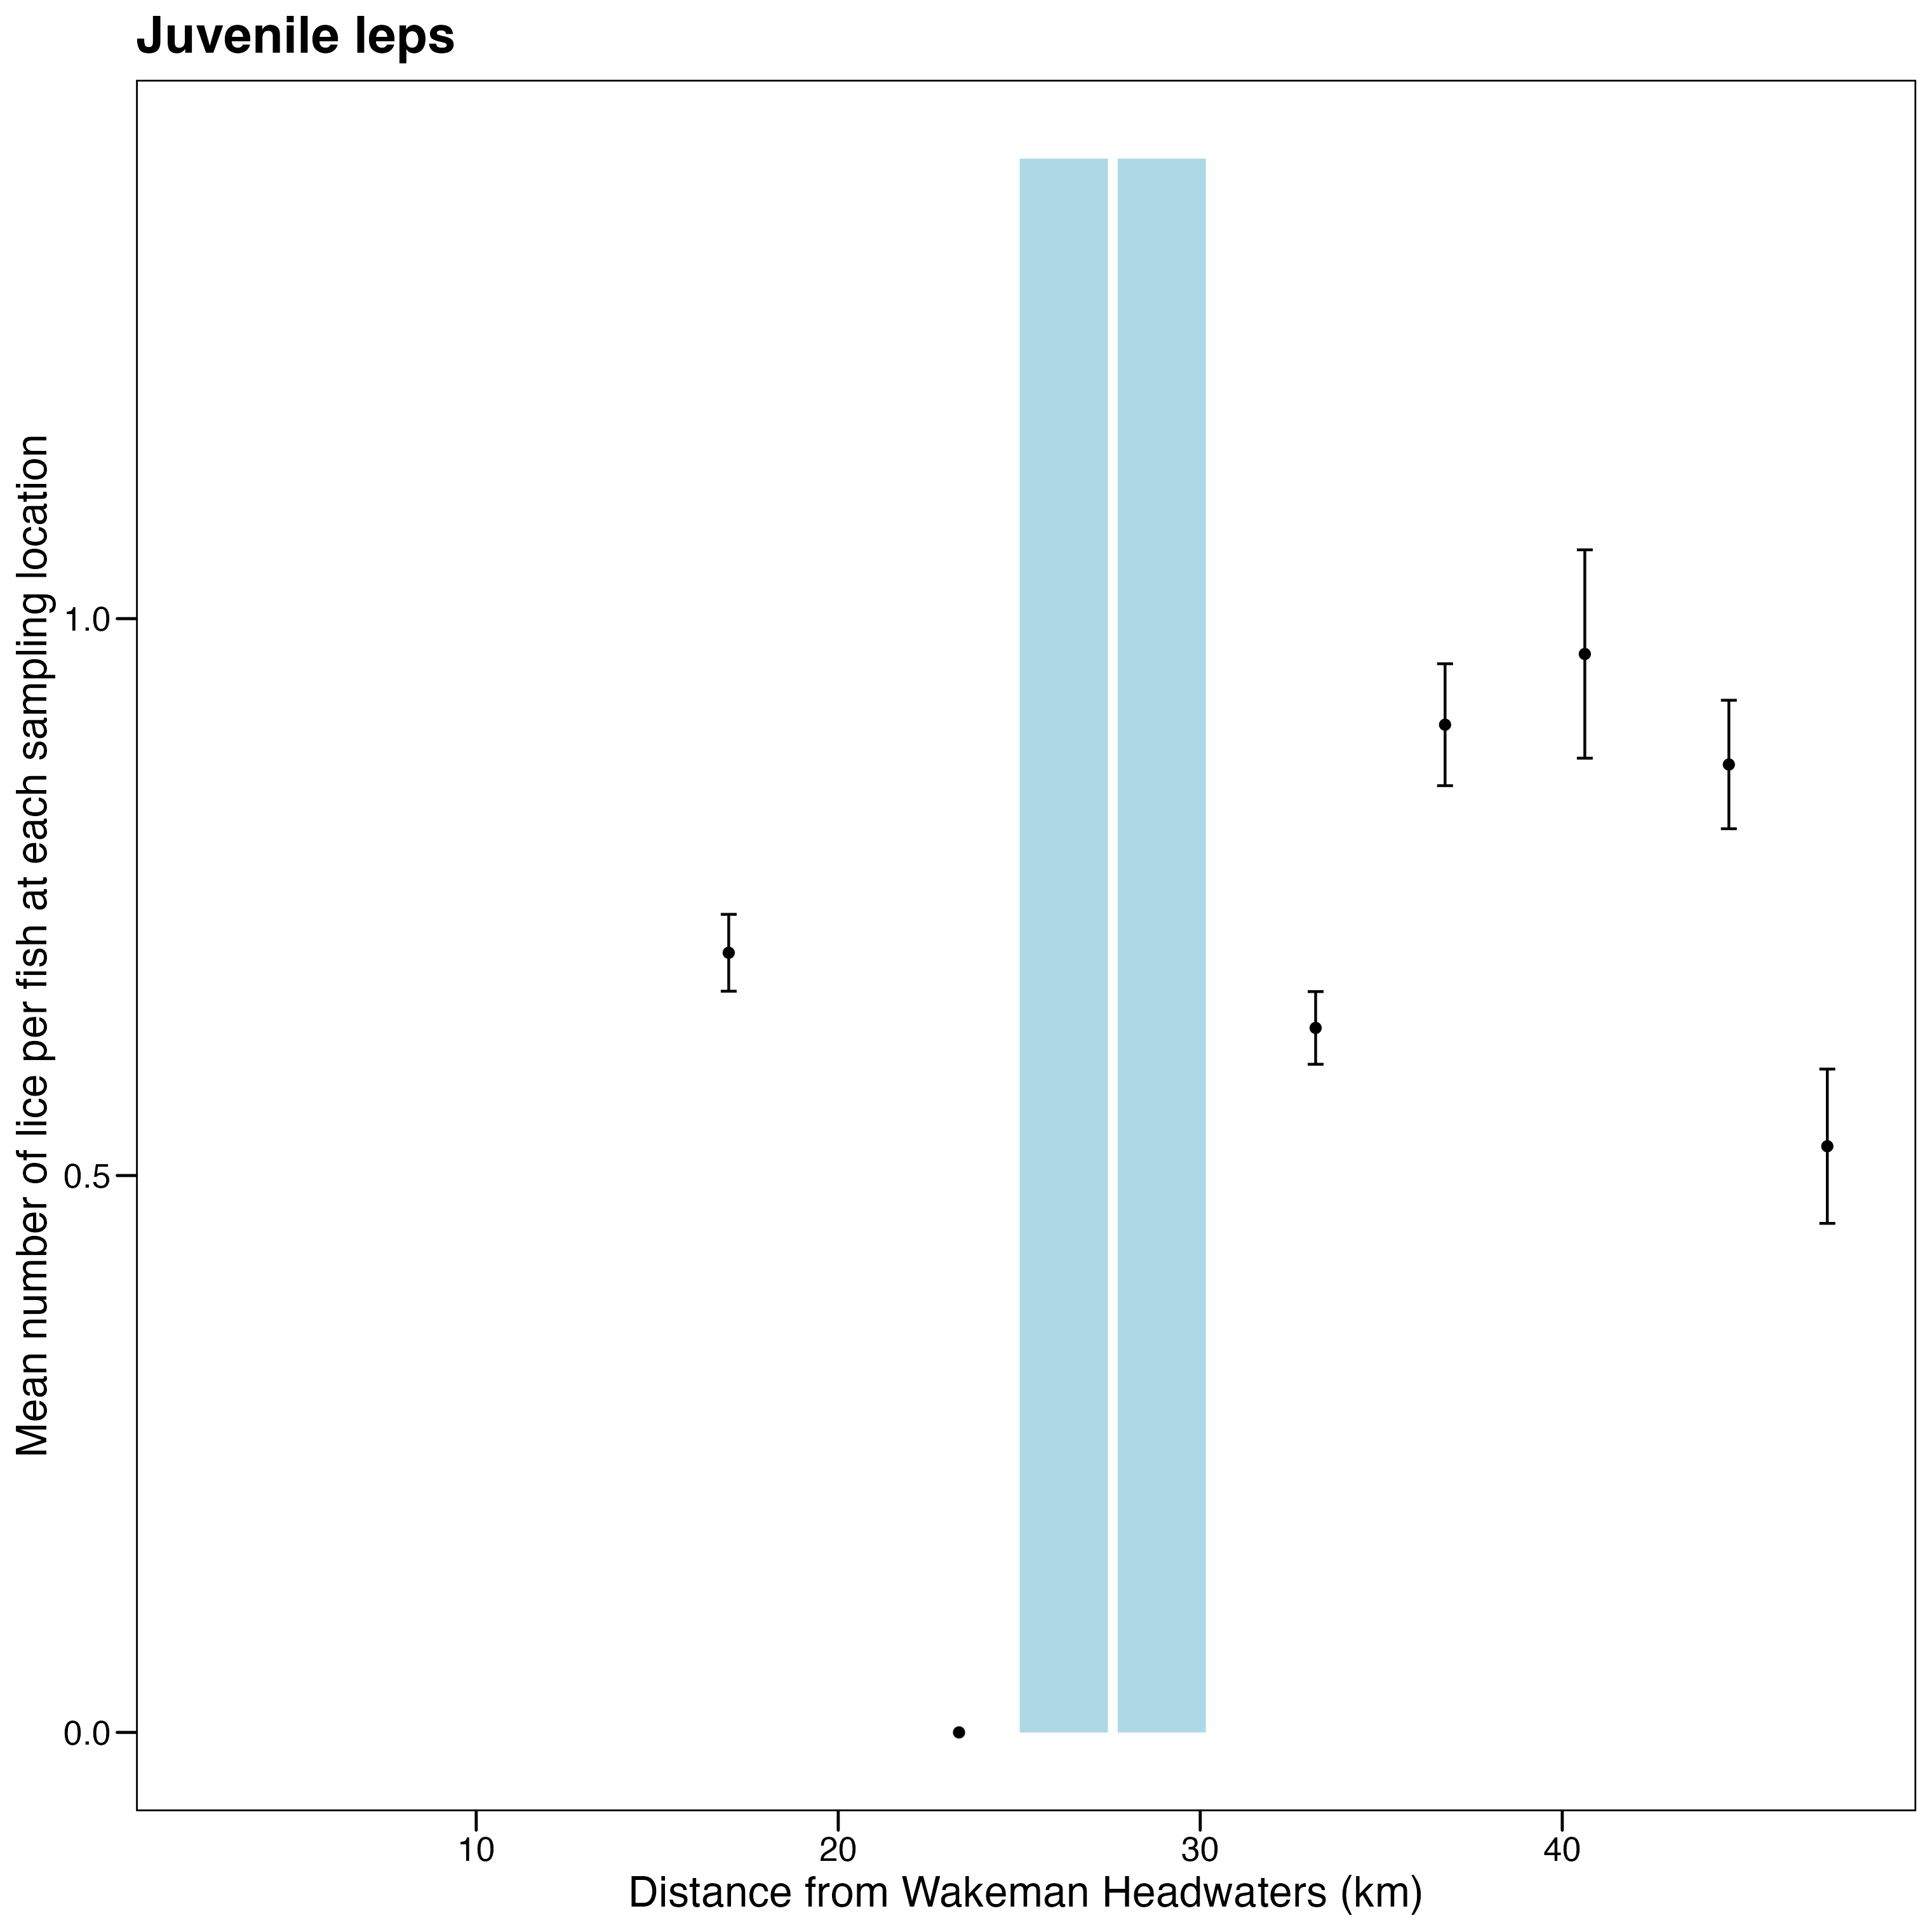 Juvenile leps
Mean number of lice per fish at each sampling location
1.0
0.5
0.0
10 20 30 40
Distance from Wakeman Headwaters (km)